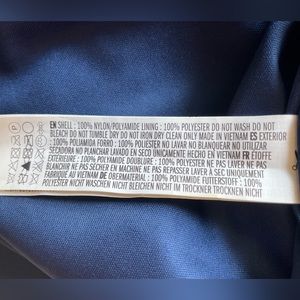 EN SHELL : 100% NYLON/POLYAMIDE LINING : 100% POLYESTER DO NOT WASH DO NOT
BLEACH DO NOT TUMBLE DRY DO NOT IRON DRY CLEAN ONLY MADE IN VIETNAM ES EXTERIOR
: 100% POLIAMIDA FORRO : 100% POLIESTER NO LAVAR NO BLANQUEAR NO UTILIZAR
SECADORA NO PLANCHAR LAVADO EN SECO UNICAMENTE HECHO EN VIETNAM FR ÉTOFFE
EXTÉRIEURE : 100% POLYAMIDE DOUBLURE : 100% POLYESTER NE PAS LAVER NE PAS
BLANCHIR NE PAS SÉCHER EN MACHINE NE PAS REPASSER LAVER À SEC UNIQUEMENT
FABRIQUÉ AU VIETNAM DE OBERMATERIAL : 100% POLYAMIDE FUTTERSTOFF : 100%
POLYESTER NICHT WASCHEN NICHT BLEICHEN NICHT IM TROCKNER TROCKNEN NICHT